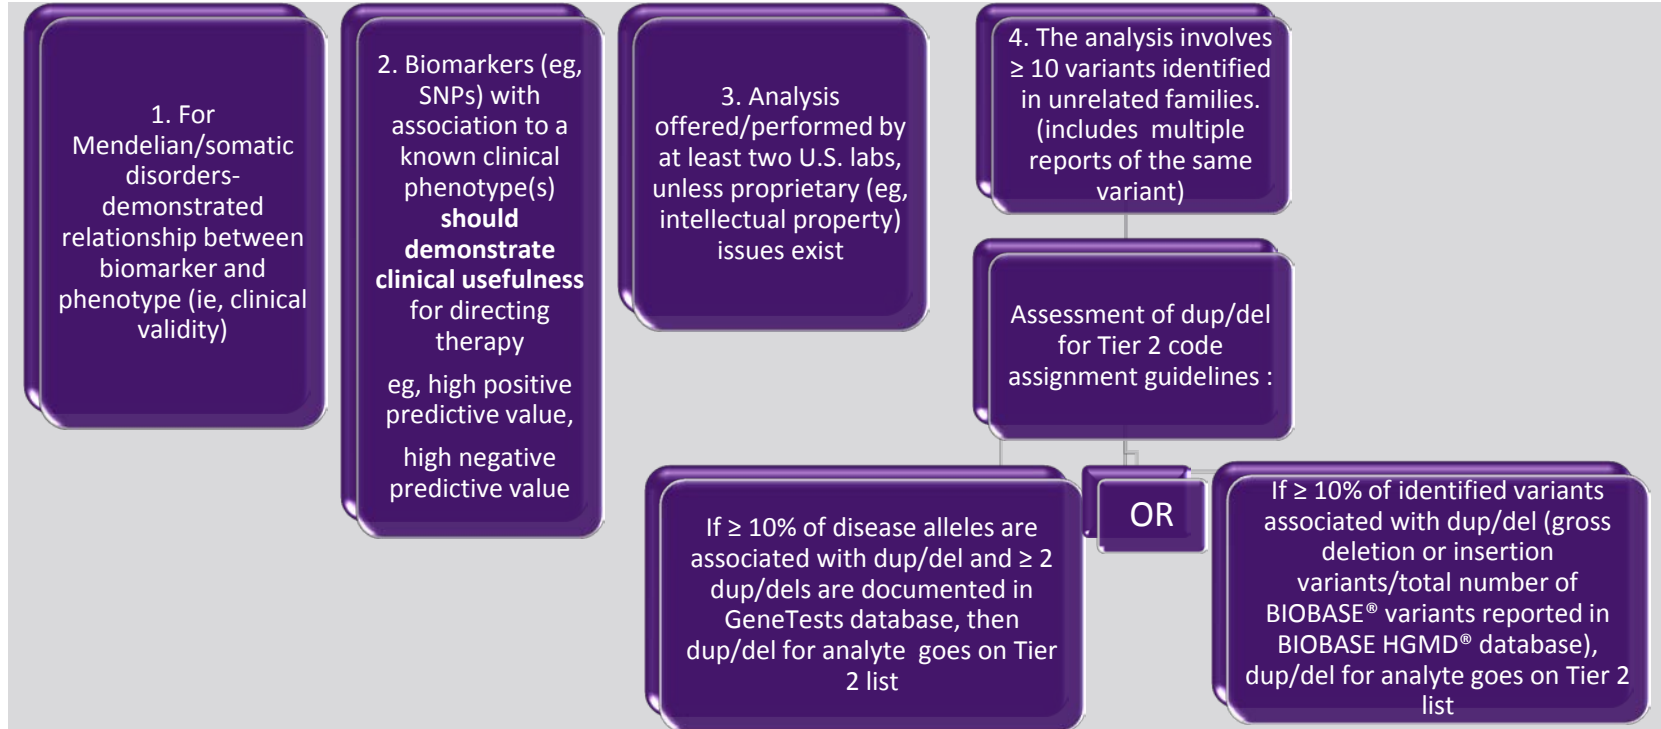 1. For
Mendelian/somatic
disorders-
demonstrated
relationship between
biomarker and
phenotype (ie, clinical
validity)
2. Biomarkers (eg,
SNPs) with
association to a
known clinical
phenotype(s)
should
demonstrate
clinical usefulness
for directing
therapy
eg, high positive
predictive value,
high negative
predictive value
3. Analysis
offered/performed by
at least two U.S. labs,
unless proprietary (eg,
intellectual property)
issues exist
4. The analysis involves
≥ 10 variants identified
in unrelated families.
(includes multiple
reports of the same
variant)
Assessment of dup/del
for Tier 2 code
assignment guidelines :
If ≥ 10% of disease alleles are
associated with dup/del and ≥ 2
dup/dels are documented in
GeneTests database, then
dup/del for analyte goes on Tier
2 list
OR
If ≥ 10% of identified variants
associated with dup/del (gross
deletion or insertion
variants/total number of
BIOBASE® variants reported in
BIOBASE HGMD® database),
dup/del for analyte goes on Tier 2
list